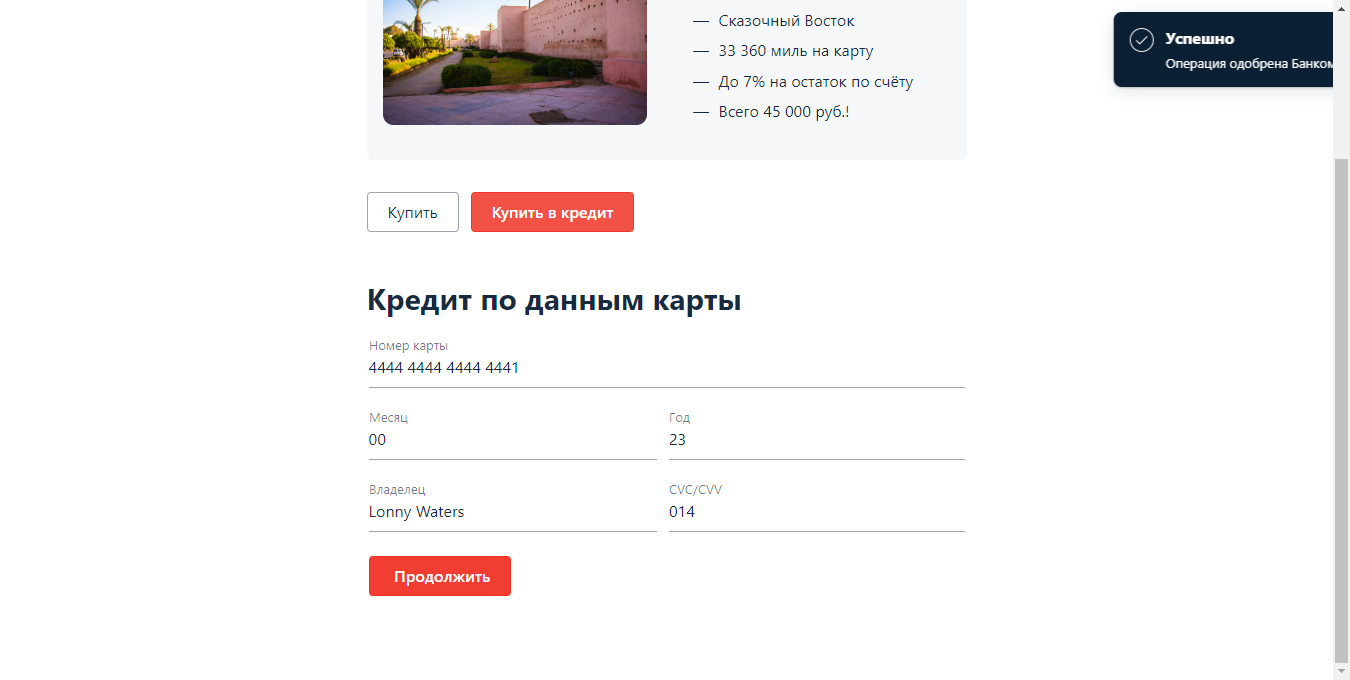 — Сказочный Восток
— 33 360 миль на карту
— До 7% на остаток по счёту
— Всего 45 000 руб.!
Успешно
Операция одобрена Банком
Купить
Купить в кредит
Кредит по данным карты
Номер карты
4444 4444 4444 4441
Месяц
Год
00
23
Владелец
CVC/CVV
Lonny Waters
014
Продолжить